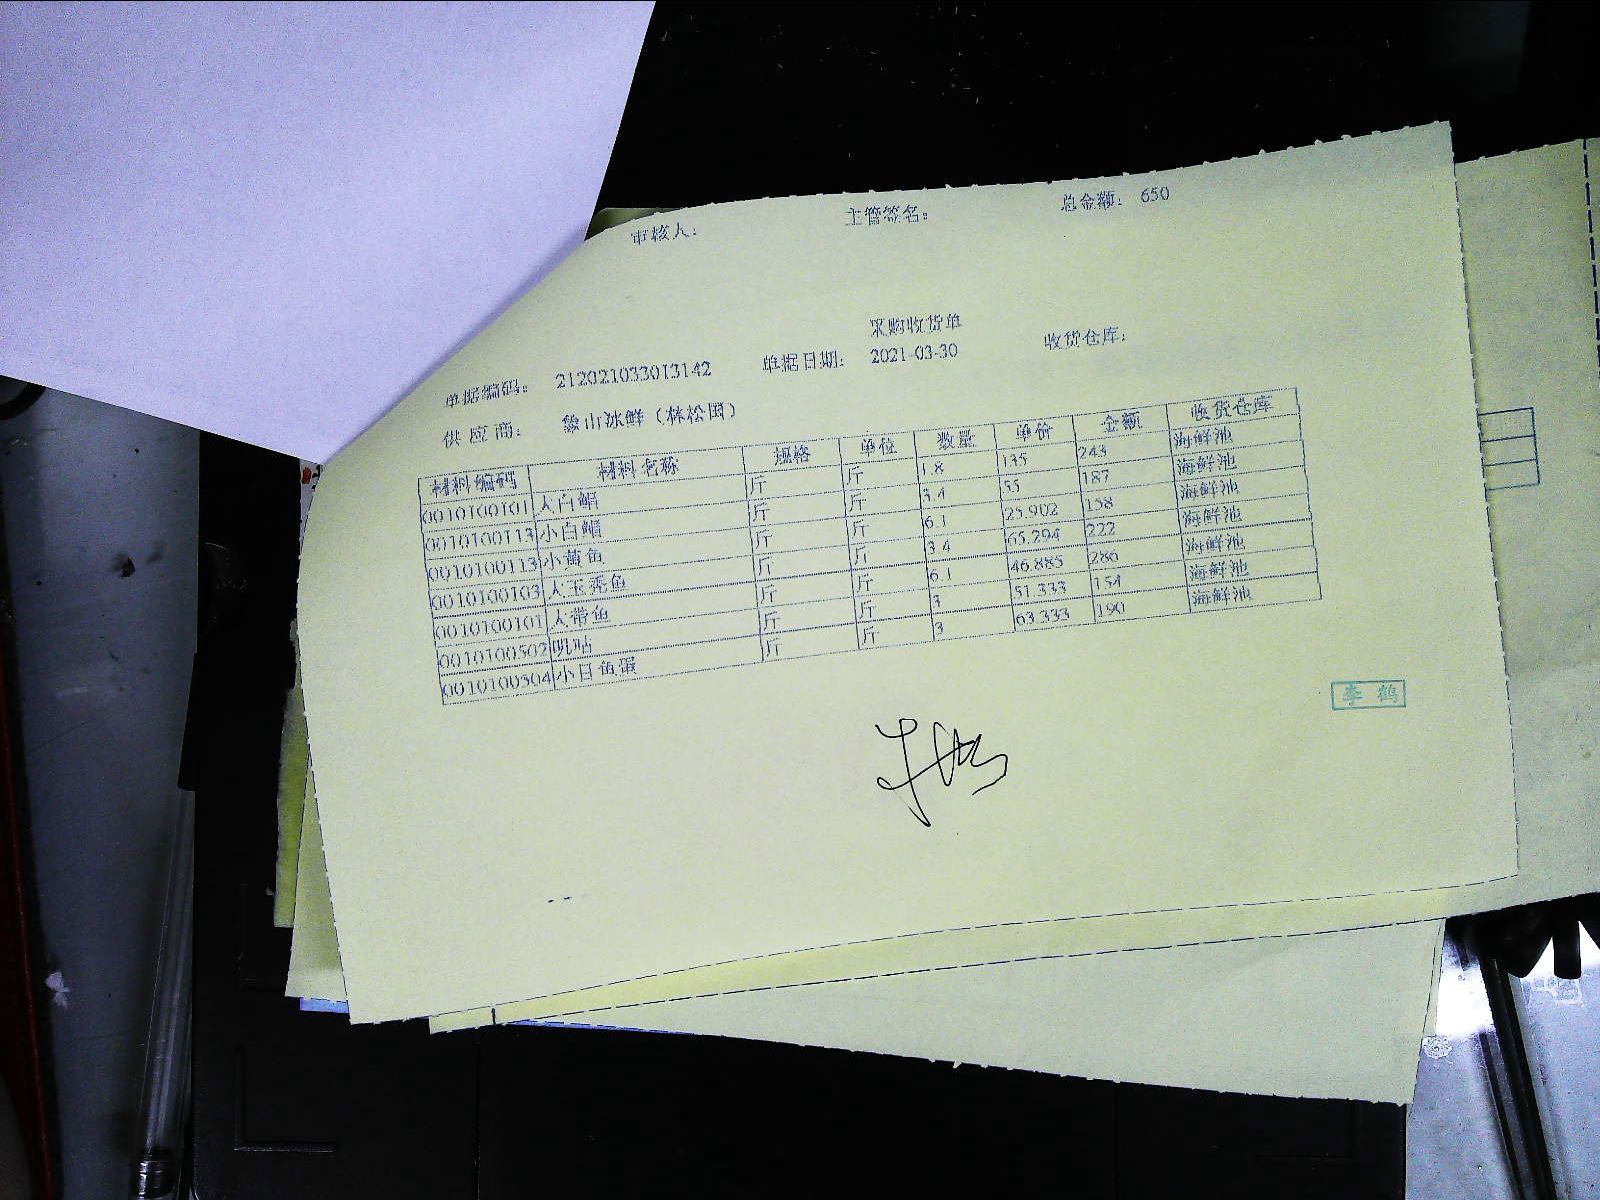 审核人： 主管签名： 总金额： 650
采购收货单
单据编码： 212021033013142 单据日期： 2021-03-30 收货仓库：
供应商： 象山冰鲜（林松国）
材料编码 材料名称 规格 单位 数量 单价 金额 收货仓库
0010100101 大白鲳 斤 斤 1.8 135 243 海鲜池
0010100113 小白鲳 斤 斤 3.4 55 187 海鲜池
0010100113 小黄鱼 斤 斤 6.1 25.902 158 海鲜池
0010100103 大玉秃鱼 斤 斤 3.4 65.294 222 海鲜池
0010100101 大带鱼 斤 斤 6.1 46.885 286 海鲜池
0010100502 斤 斤 3 51.333 154 海鲜池
0010100504 小目鱼蛋 斤 斤 3 63.333 190 海鲜池
李鹤